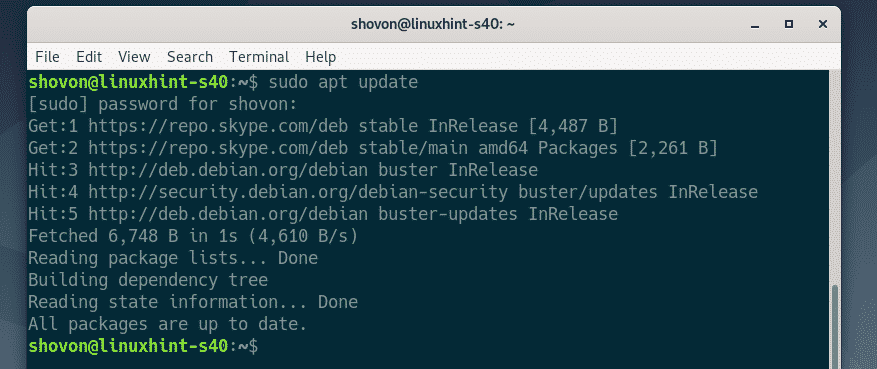 shovon@linuxhint-s40: ~
File Edit View Search Terminal Help
shovon@linuxhint-s40:~$ sudo apt update
[sudo] password for shovon:
Get:1 https://repo.skype.com/deb stable InRelease [4,487 B]
Get:2 https://repo.skype.com/deb stable/main amd64 Packages [2,261 B]
Hit:3 http://deb.debian.org/debian buster InRelease
Hit:4 http://security.debian.org/debian-security buster/updates InRelease
Hit:5 http://deb.debian.org/debian buster-updates InRelease
Fetched 6,748 B in 1s (4,610 B/s)
Reading package lists... Done
Building dependency tree
Reading state information... Done
All packages are up to date.
shovon@linuxhint-s40:~$